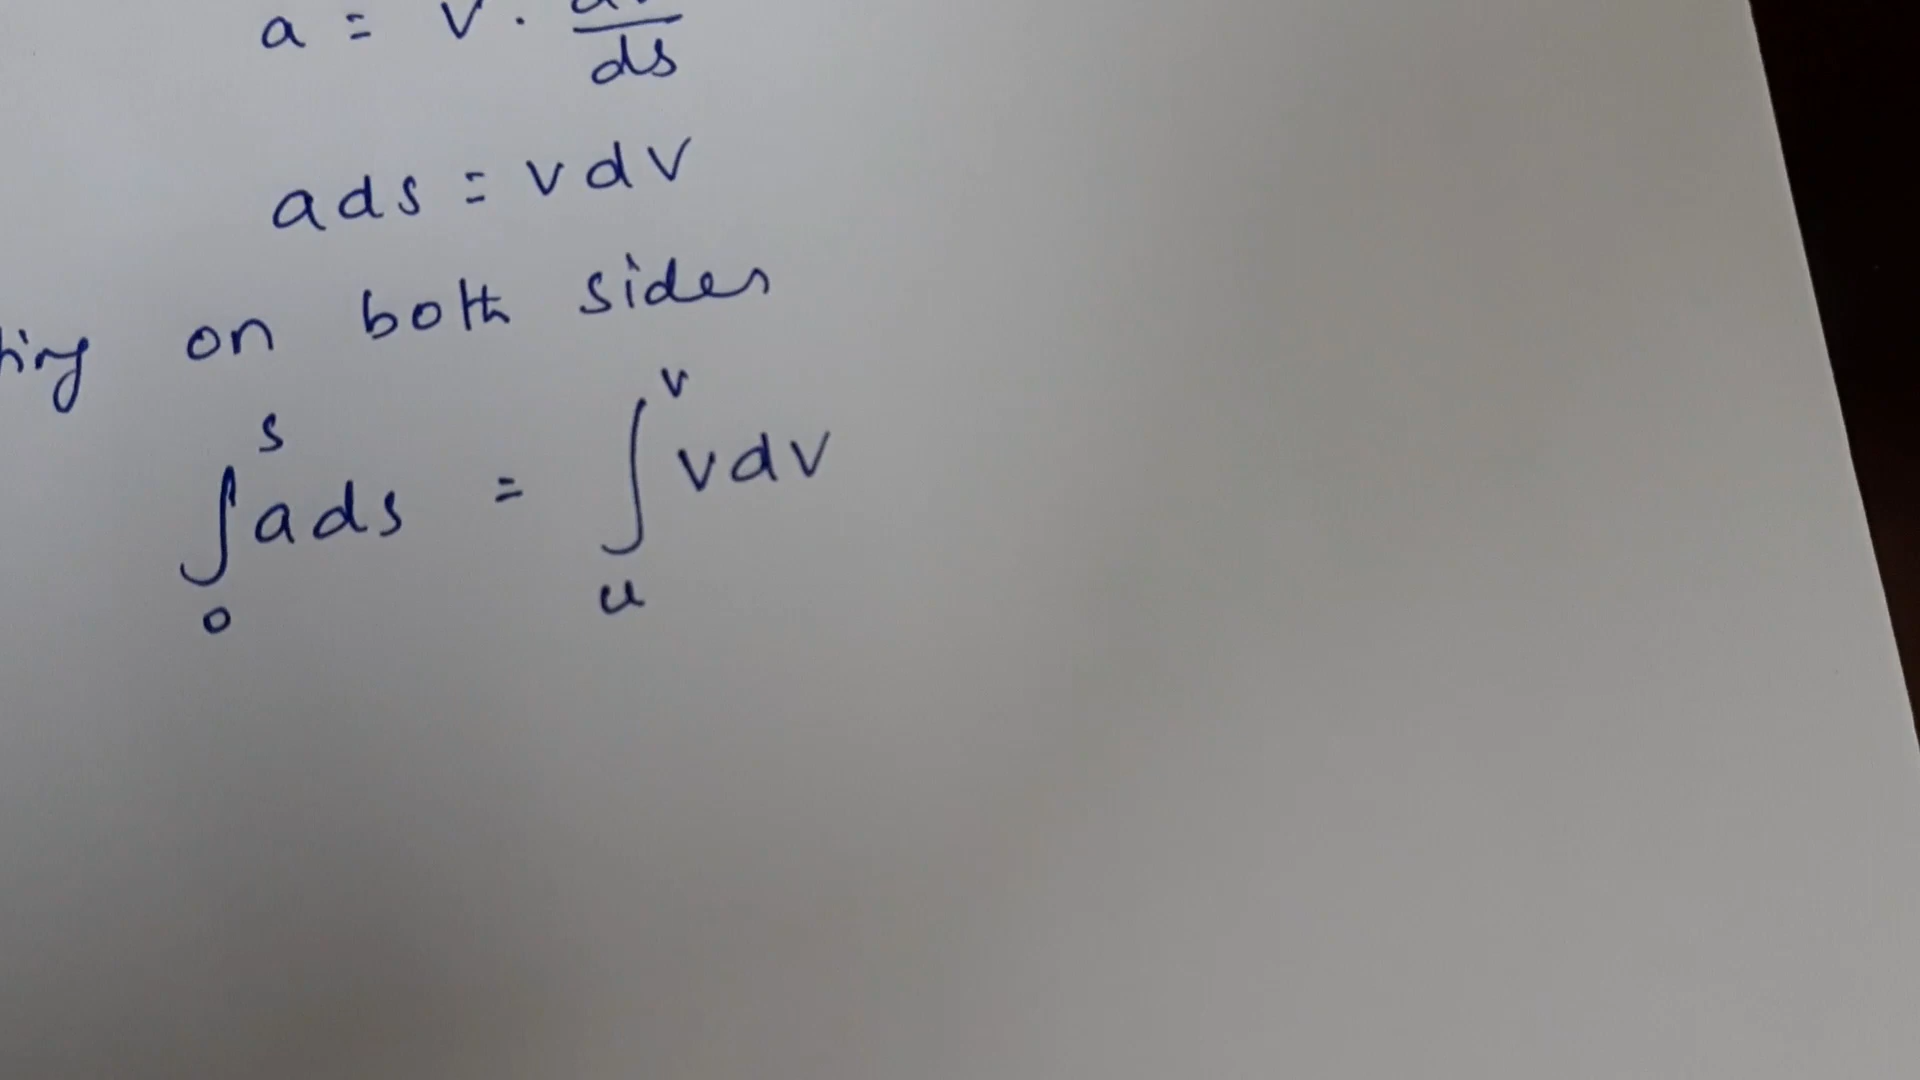 a = v . dv/ds
ads = vdv
on both sides
∫₀ˢ ads = ∫ᵤᵛ vdv